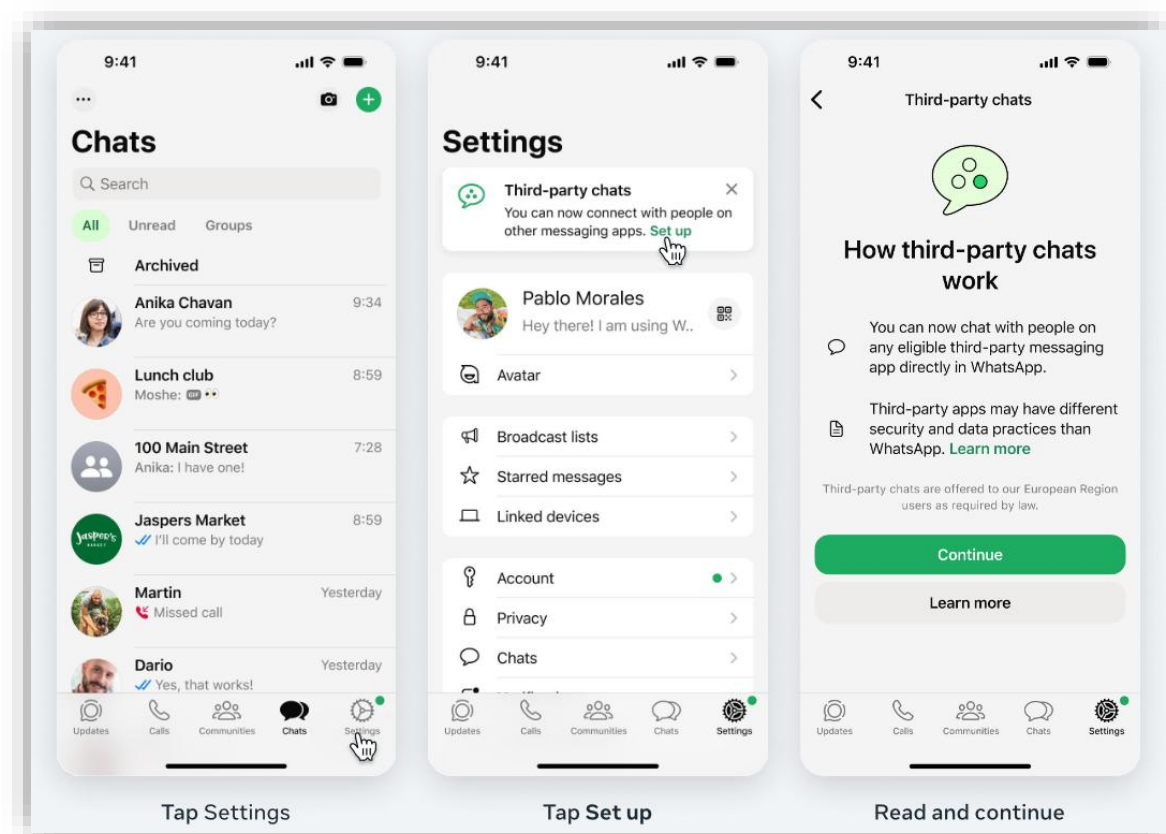 9:41
Chats
Search
All Unread Groups
Archived
Anika Chavan 9:34
Are you coming today?
Lunch club 8:59
Moshe: GIF
100 Main Street 7:28
Anika: I have one!
Jaspers Market 8:59
I'll come by today
Jasper's
MARKET
Martin Yesterday
Missed call
Dario Yesterday
Yes, that works!
Updates Calls Communities Chats Settings
Tap Settings
9:41
Settings
Third-party chats
You can now connect with people on
other messaging apps. Set up
Pablo Morales
Hey there! I am using W..
Avatar
Broadcast lists
Starred messages
Linked devices
Account
Privacy
Chats
Updates Calls Communities Chats Settings
Tap Set up
9:41
Third-party chats
How third-party chats
work
You can now chat with people on
any eligible third-party messaging
app directly in WhatsApp.
Third-party apps may have different
security and data practices than
WhatsApp. Learn more
Third-party chats are offered to our European Region
users as required by law.
Continue
Learn more
Updates Calls Communities Chats Settings
Read and continue